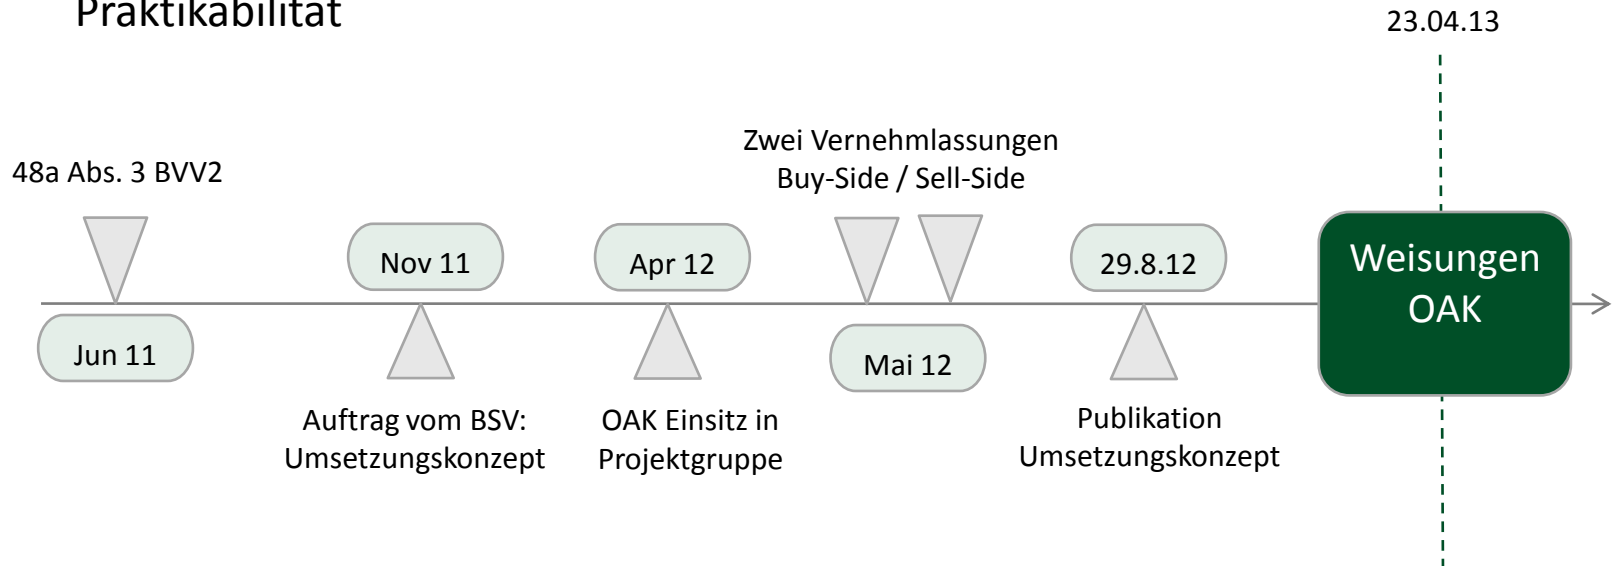 Praktikabilität
23.04.13
Zwei Vernehmlassungen
Buy-Side / Sell-Side
48a Abs. 3 BVV2
Nov 11
Apr 12
29.8.12
Weisungen
OAK
Jun 11
Mai 12
Auftrag vom BSV:
Umsetzungskonzept
OAK Einsitz in
Projektgruppe
Publikation
Umsetzungskonzept